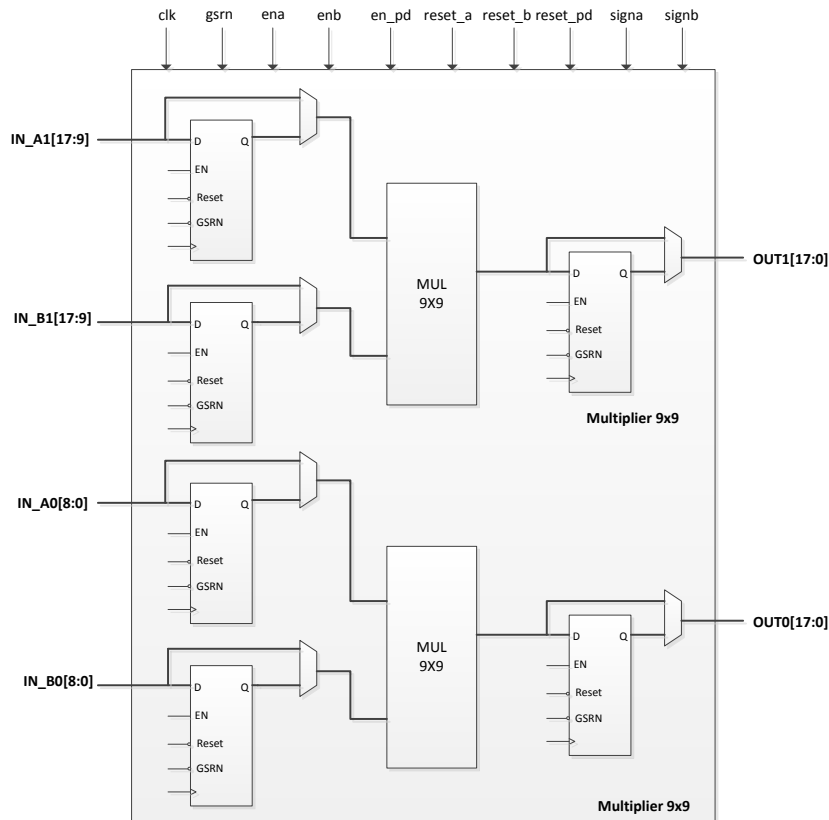 clk gsrn ena enb en_pd reset_a reset_b reset_pd signa signb
IN_A1[17:9]
D Q
EN
Reset
GSRN
IN_B1[17:9]
D Q
EN
Reset
GSRN
MUL
9X9
D Q
EN
Reset
GSRN
OUT1[17:0]
Multiplier 9x9
IN_A0[8:0]
D Q
EN
Reset
GSRN
IN_B0[8:0]
D Q
EN
Reset
GSRN
MUL
9X9
D Q
EN
Reset
GSRN
OUT0[17:0]
Multiplier 9x9